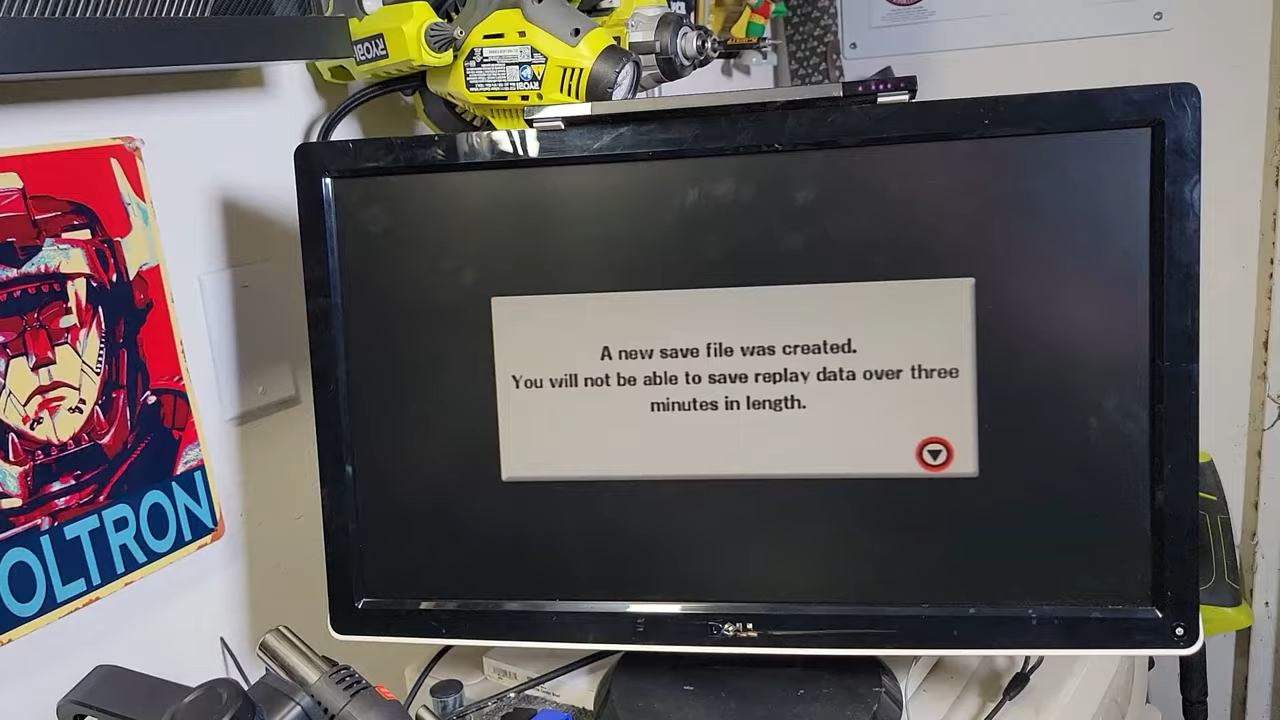 RYOBI
RYOBI
A new save file was created.
You will not be able to save replay data over three
minutes in length.
OLTRON
DELL